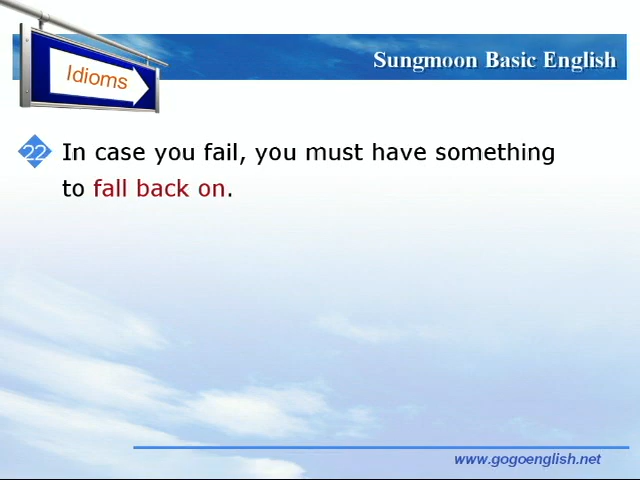 Sungmoon Basic English
Idioms
22 In case you fail, you must have something
to fall back on.
www.gogoenglish.net